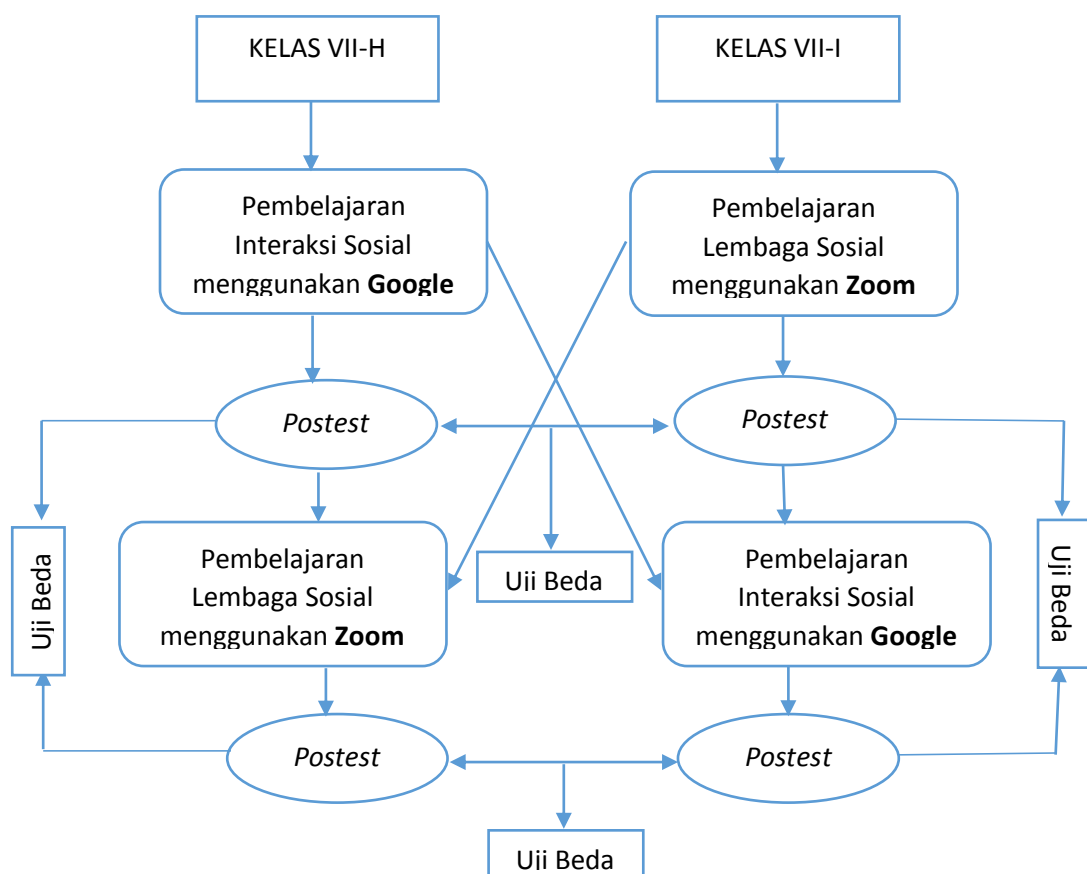 KELAS VII-H
KELAS VII-I
Pembelajaran
Interaksi Sosial
menggunakan Google
Pembelajaran
Lembaga Sosial
menggunakan Zoom
Postest
Postest
Uji Beda
Pembelajaran
Lembaga Sosial
menggunakan Zoom
Uji Beda
Pembelajaran
Interaksi Sosial
menggunakan Google
Uji Beda
Postest
Postest
Uji Beda